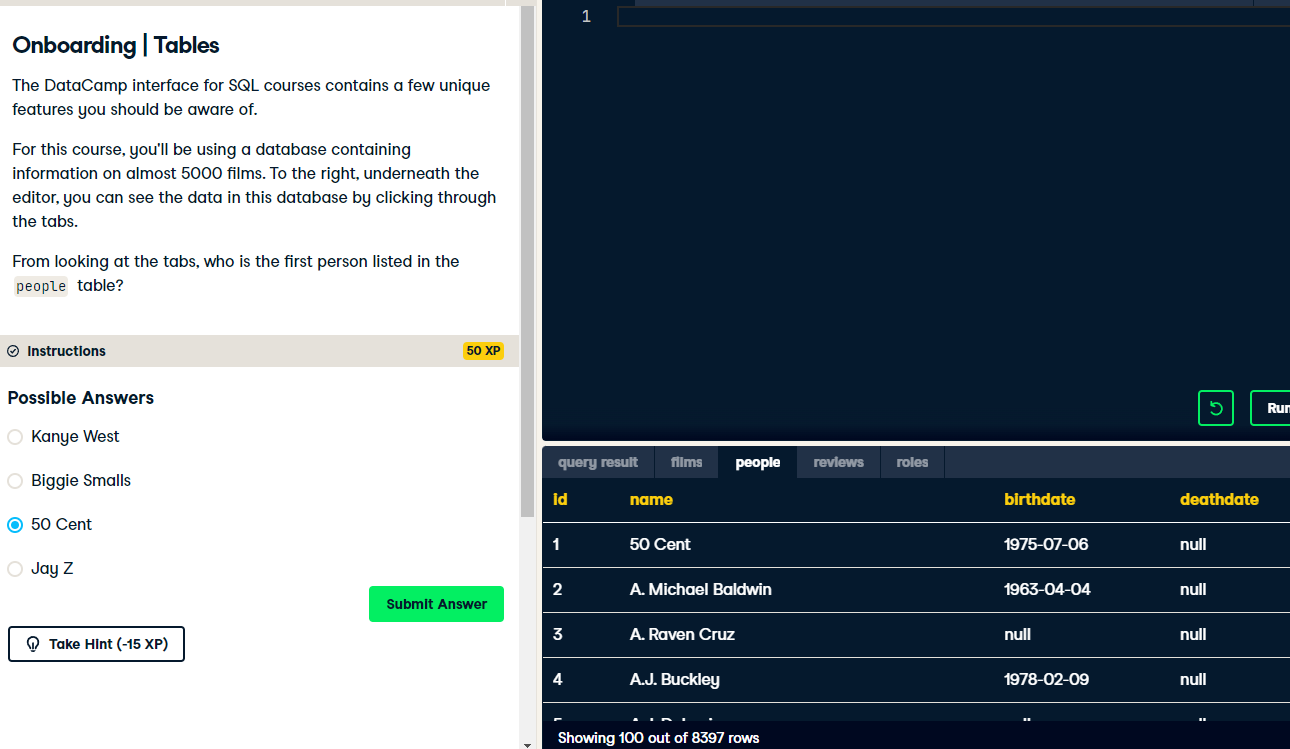 Onboarding | Tables
The DataCamp interface for SQL courses contains a few unique
features you should be aware of.
For this course, you'll be using a database containing
information on almost 5000 films. To the right, underneath the
editor, you can see the data in this database by clicking through
the tabs.
From looking at the tabs, who is the first person listed in the
people table?
Instructions 50 XP
Possible Answers
Kanye West
Biggie Smalls
50 Cent
Jay Z
Submit Answer
Take Hint (-15 XP)
1
Run
query result films people reviews roles
id name birthdate deathdate
1 50 Cent 1975-07-06 null
2 A. Michael Baldwin 1963-04-04 null
3 A. Raven Cruz null null
4 A.J. Buckley 1978-02-09 null
Showing 100 out of 8397 rows